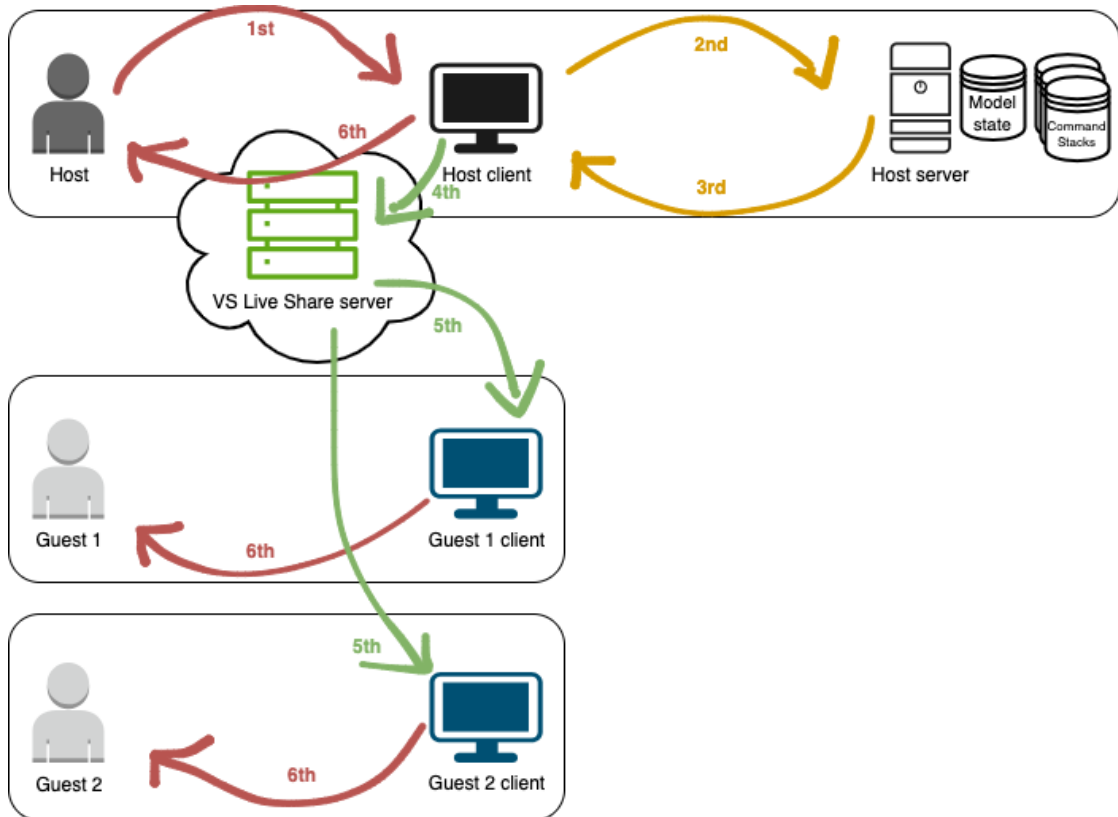 1st
2nd
Model
state
Command
Stacks
6th
Host
Host client
Host server
4th
3rd
VS Live Share server
5th
Guest 1
Guest 1 client
6th
5th
Guest 2
Guest 2 client
6th